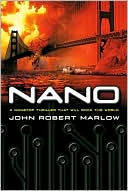 NANO
A NONSTOP THRILLER THAT WILL ROCK THE WORLD
JOHN ROBERT MARLOW